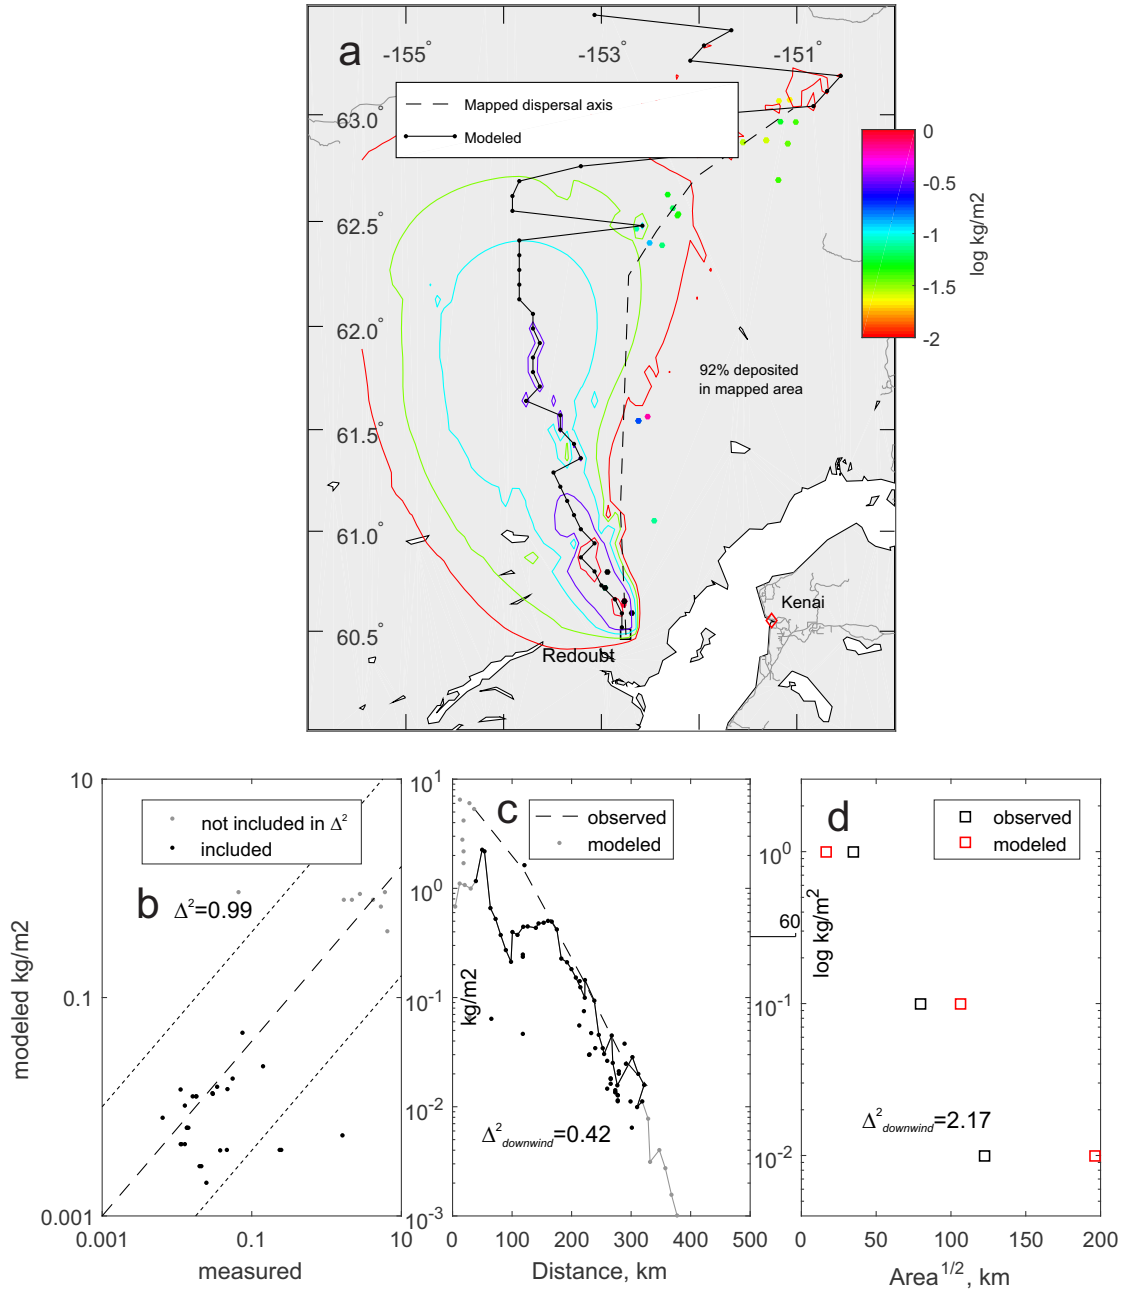 a
-155°
-153°
-151°
Mapped dispersal axis
Modeled
63.0°
62.5°
62.0°
61.5°
61.0°
60.5°
0
-0.5
-1
-1.5
-2
log kg/m2
92% deposited
in mapped area
Kenai
Redoubt
10
0.1
0.001
modeled kg/m2
not included in Δ²
included
b
Δ²=0.99
0.001
0.1
10
measured
10¹
10⁰
10⁻¹
10⁻²
10⁻³
kg/m2
c
observed
modeled
Δ²downwind=0.42
0
100
200
300
400
500
Distance, km
60
10⁰
10⁻¹
10⁻²
log kg/m²
d
observed
modeled
Δ²downwind=2.17
0
50
100
150
200
Area¹/², km